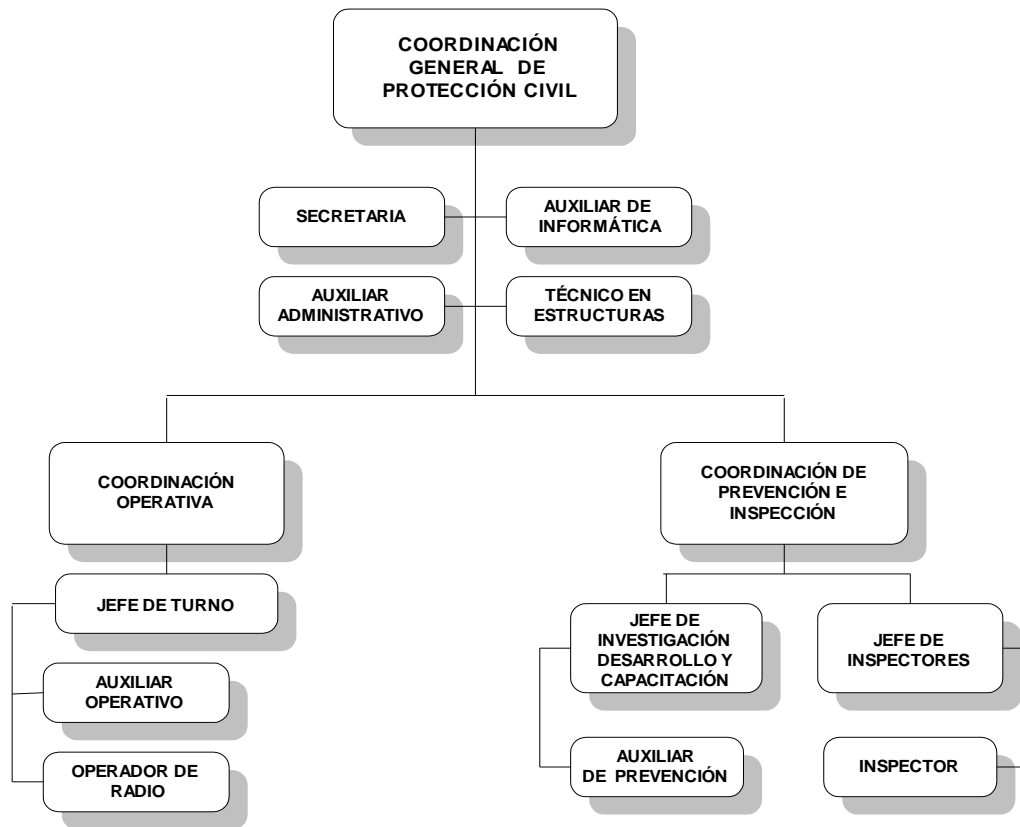 COORDINACIÓN
GENERAL DE
PROTECCIÓN CIVIL
SECRETARIA
AUXILIAR DE
INFORMÁTICA
AUXILIAR
ADMINISTRATIVO
TÉCNICO EN
ESTRUCTURAS
COORDINACIÓN
OPERATIVA
COORDINACIÓN DE
PREVENCIÓN E
INSPECCIÓN
JEFE DE TURNO
JEFE DE
INVESTIGACIÓN
DESARROLLO Y
CAPACITACIÓN
JEFE DE
INSPECTORES
AUXILIAR
OPERATIVO
OPERADOR DE
RADIO
AUXILIAR
DE PREVENCIÓN
INSPECTOR